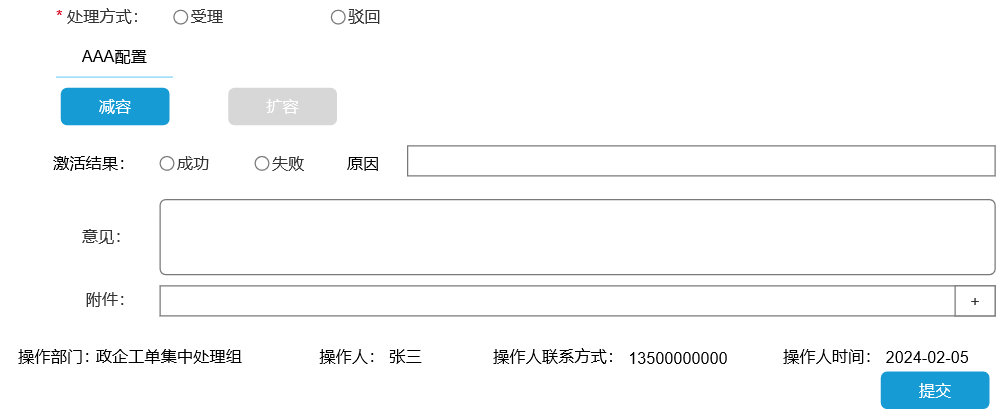 * 处理方式： 受理 驳回
AAA配置
减容 扩容
激活结果： 成功 失败 原因
意见：
附件： +
操作部门：政企工单集中处理组 操作人： 张三 操作人联系方式： 13500000000 操作人时间： 2024-02-05
提交